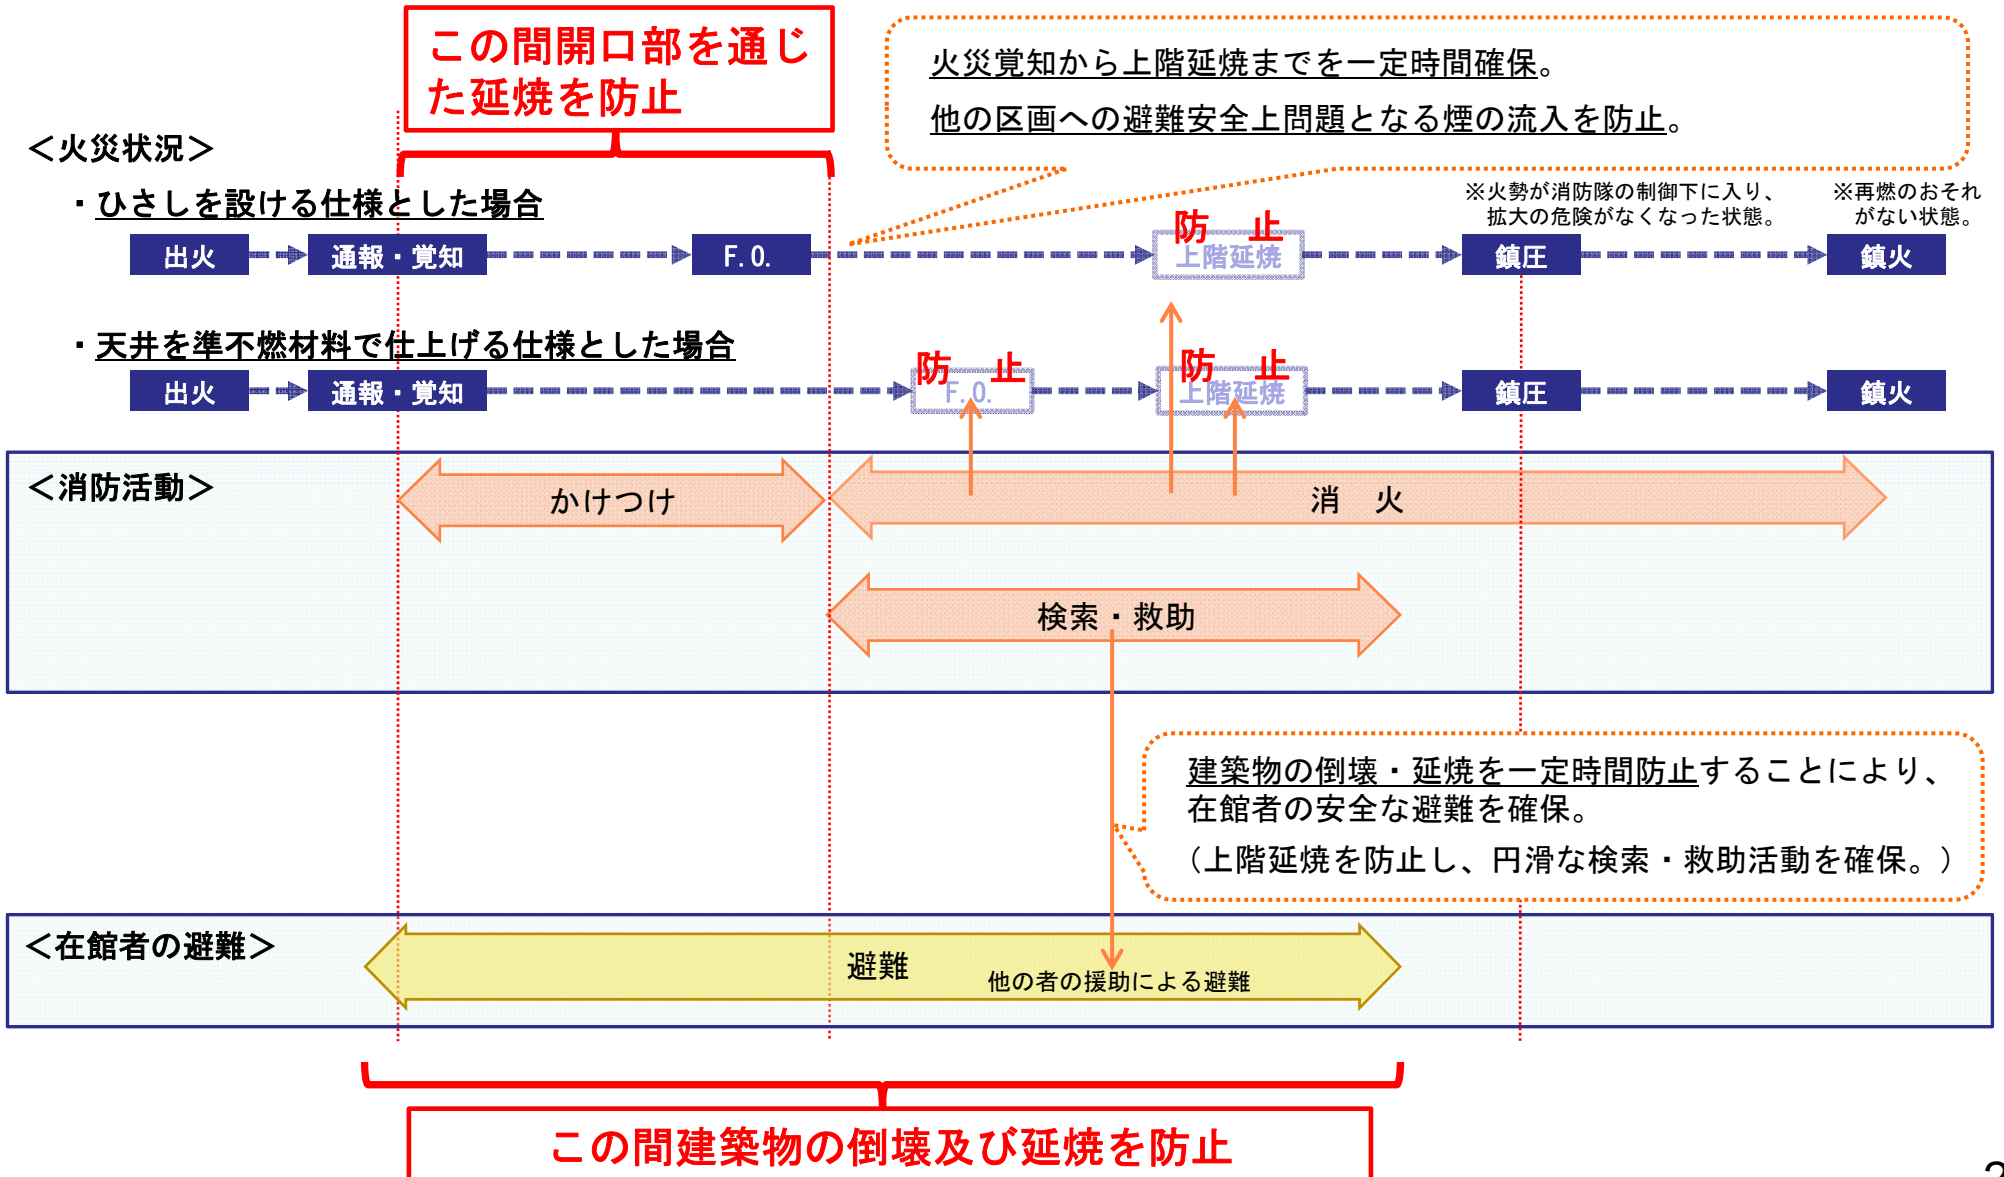 この間開口部を通じ
た延焼を防止
火災覚知から上階延焼までを一定時間確保。
他の区画への避難安全上問題となる煙の流入を防止。
＜火災状況＞
・ひさしを設ける仕様とした場合
※火勢が消防隊の制御下に入り、
拡大の危険がなくなった状態。
※再燃のおそれ
がない状態。
防 止
出火 通報・覚知 F.O. 上階延焼 鎮圧 鎮火
・天井を準不燃材料で仕上げる仕様とした場合
防 止 防 止
出火 通報・覚知 F.O. 上階延焼 鎮圧 鎮火
＜消防活動＞
かけつけ 消 火
検索・救助
建築物の倒壊・延焼を一定時間防止することにより、
在館者の安全な避難を確保。
（上階延焼を防止し、円滑な検索・救助活動を確保。）
＜在館者の避難＞
避難
他の者の援助による避難
この間建築物の倒壊及び延焼を防止